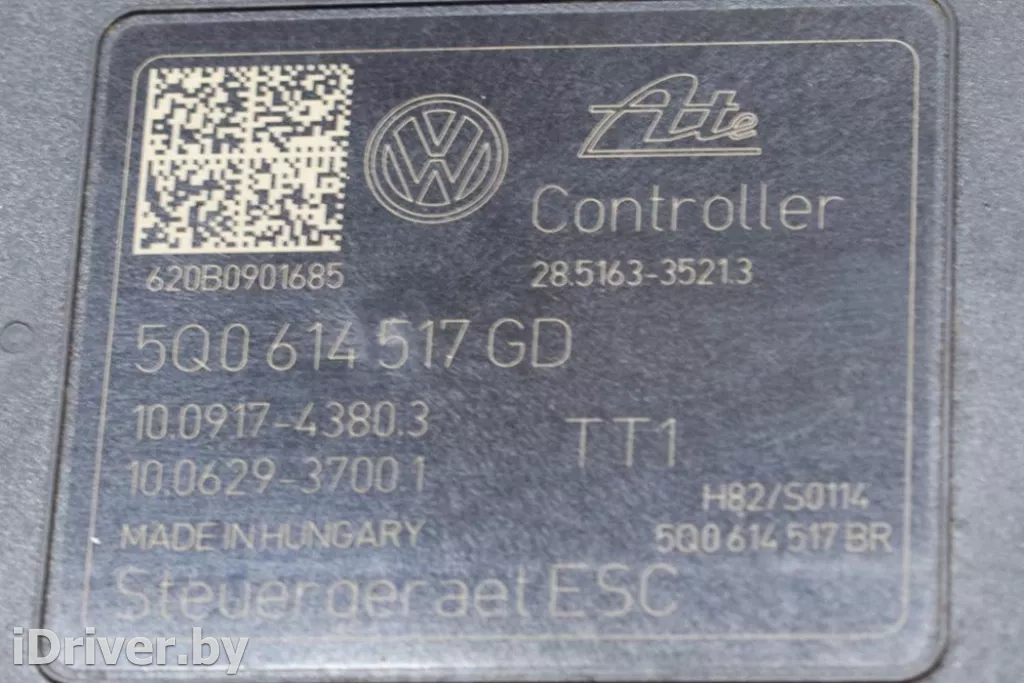 Ate
Controller
620B0901685
28.5163-3521.3
5Q0 614 517 GD
10.0917-4380.3
TT1
10.0629-3700.1
H82/S0114
MADE IN HUNGARY
5Q0 614 517 BR
Steuergeraet ESC
iDriver.by